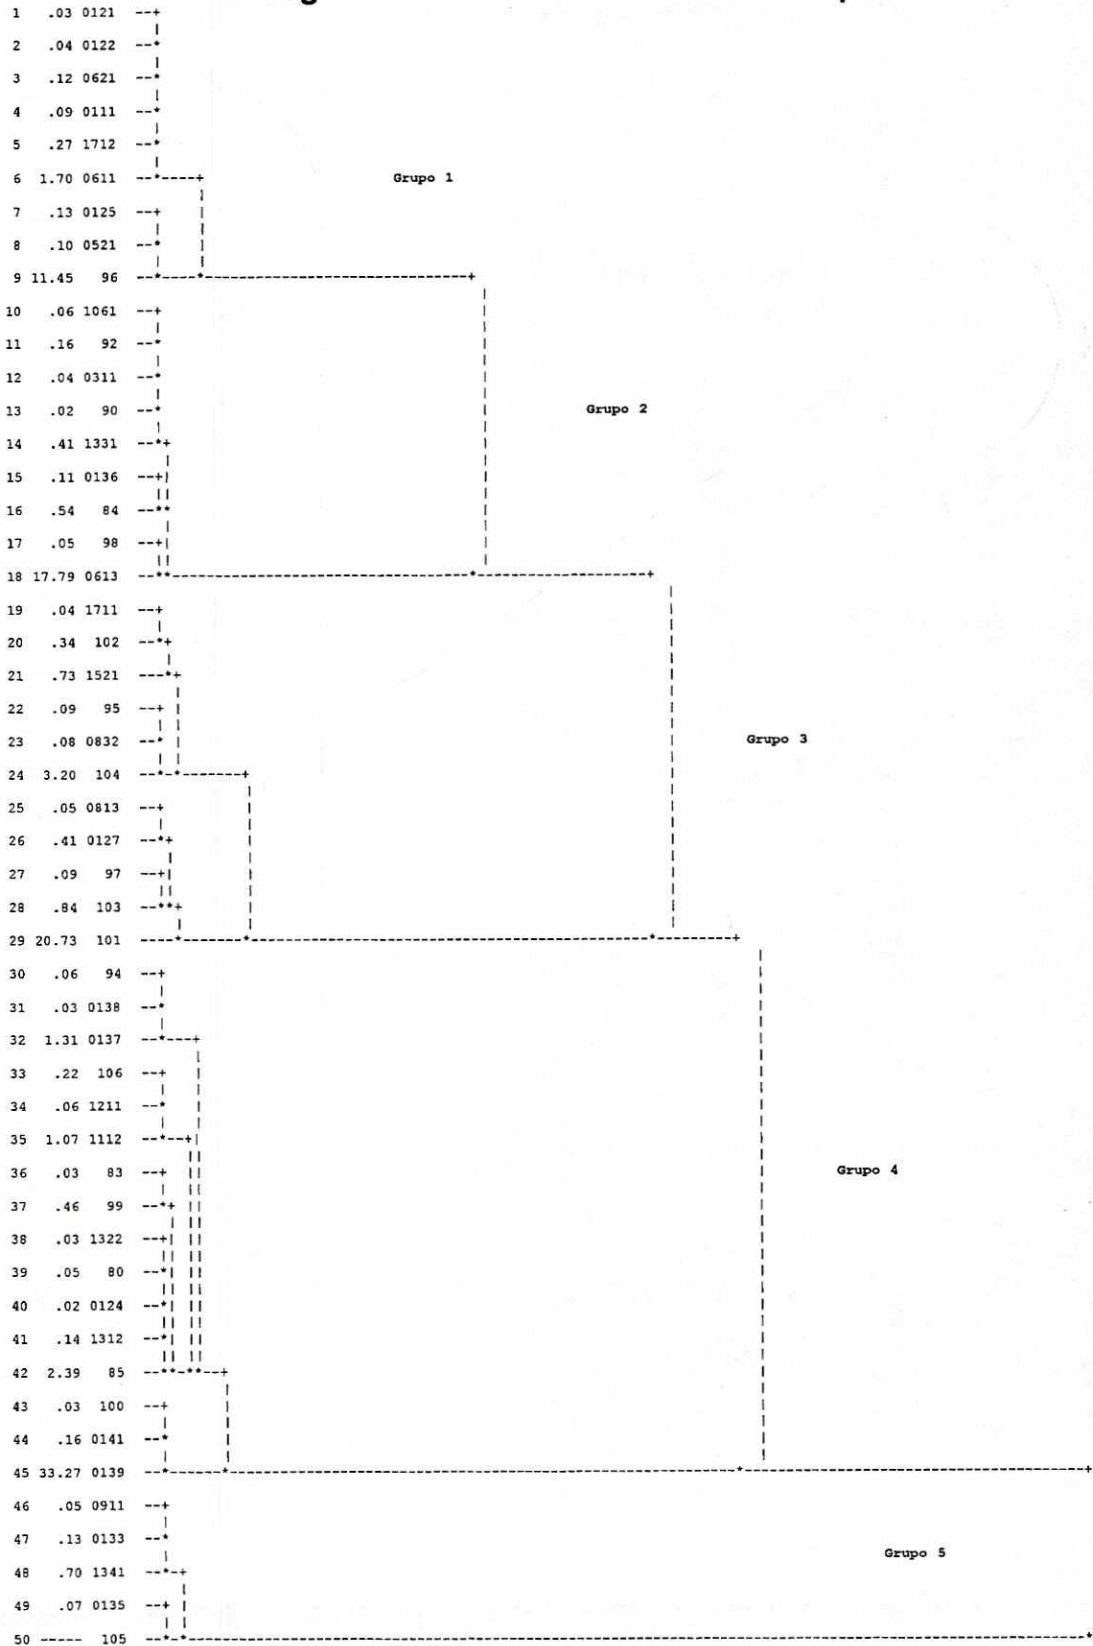 1 .03 0121 --+
2 .04 0122 --*
3 .12 0621 --*
4 .09 0111 --*
5 .27 1712 --*
6 1.70 0611 --*----+ Grupo 1
7 .13 0125 --+
8 .10 0521 --*
9 11.45 96 --*----*------------------------------+
10 .06 1061 --+
11 .16 92 --*
12 .04 0311 --*
13 .02 90 --* Grupo 2
14 .41 1331 --*+
15 .11 0136 --+|
16 .54 84 --**
17 .05 98 --+|
18 17.79 0613 --**----------------------------------*--------------------+
19 .04 1711 --+
20 .34 102 --*+
21 .73 1521 ---*+
22 .09 95 --+ |
23 .08 0832 --* | Grupo 3
24 3.20 104 --*-*-------+
25 .05 0813 --+
26 .41 0127 --*+
27 .09 97 --+|
28 .84 103 --**+
29 20.73 101 ----*-------*---------------------------------------------*---------+
30 .06 94 --+
31 .03 0138 --*
32 1.31 0137 --*---+
33 .22 106 --+ |
34 .06 1211 --* |
35 1.07 1112 --*--+|
36 .03 83 --+ || Grupo 4
37 .46 99 --*+ ||
38 .03 1322 --+| ||
39 .05 80 --*| ||
40 .02 0124 --*| ||
41 .14 1312 --*| ||
42 2.39 85 --**-**--+
43 .03 100 --+
44 .16 0141 --*
45 33.27 0139 --*------*---------------------------------------------------------*---------------------------------------+
46 .05 0911 --+
47 .13 0133 --*
Grupo 5
48 .70 1341 --*-+
49 .07 0135 --+ |
50 ----- 105 --*-*----------------------------------------------------------------------------------------------------*